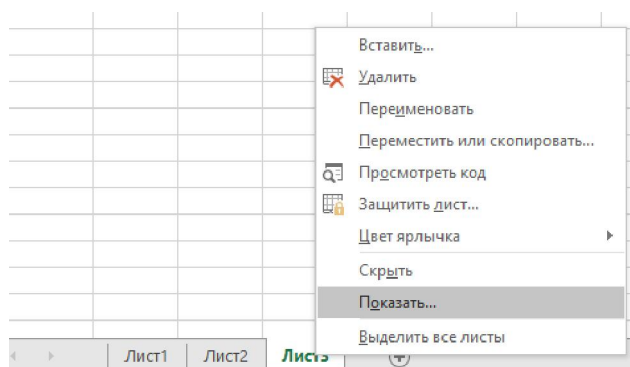 Вставить...
Удалить
Переименовать
Переместить или скопировать...
Просмотреть код
Защитить лист...
Цвет ярлычка
Скрыть
Показать...
Выделить все листы
Лист1 Лист2 Лист3